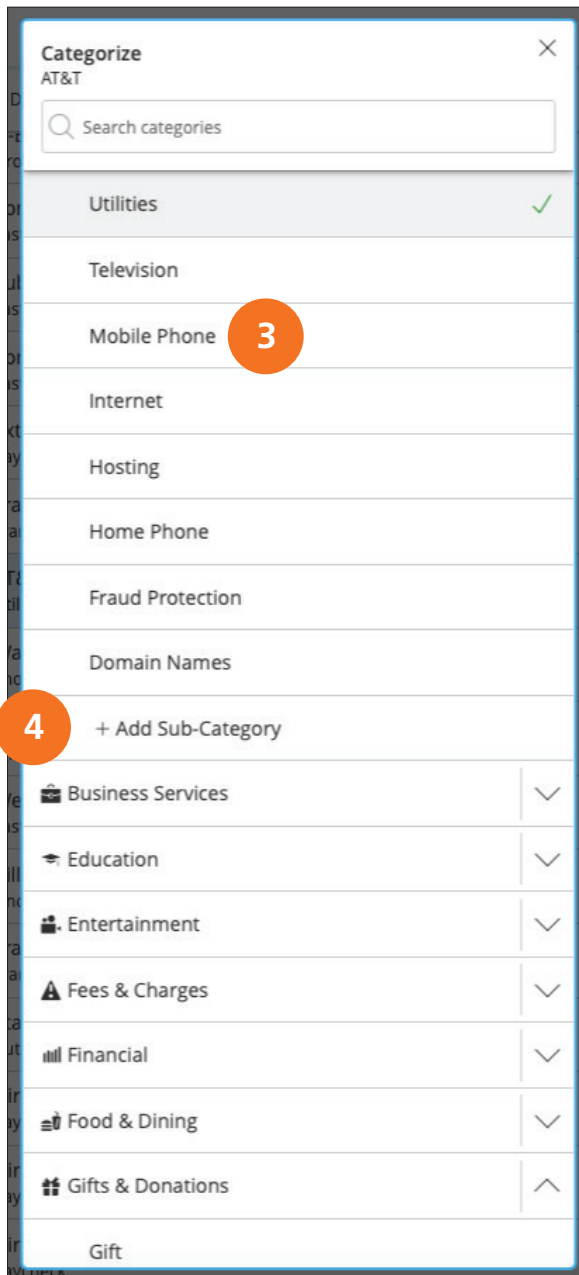 Categorize
AT&T
Search categories
Utilities
Television
Mobile Phone 3
Internet
Hosting
Home Phone
Fraud Protection
Domain Names
4 + Add Sub-Category
Business Services
Education
Entertainment
Fees & Charges
Financial
Food & Dining
Gifts & Donations
Gift